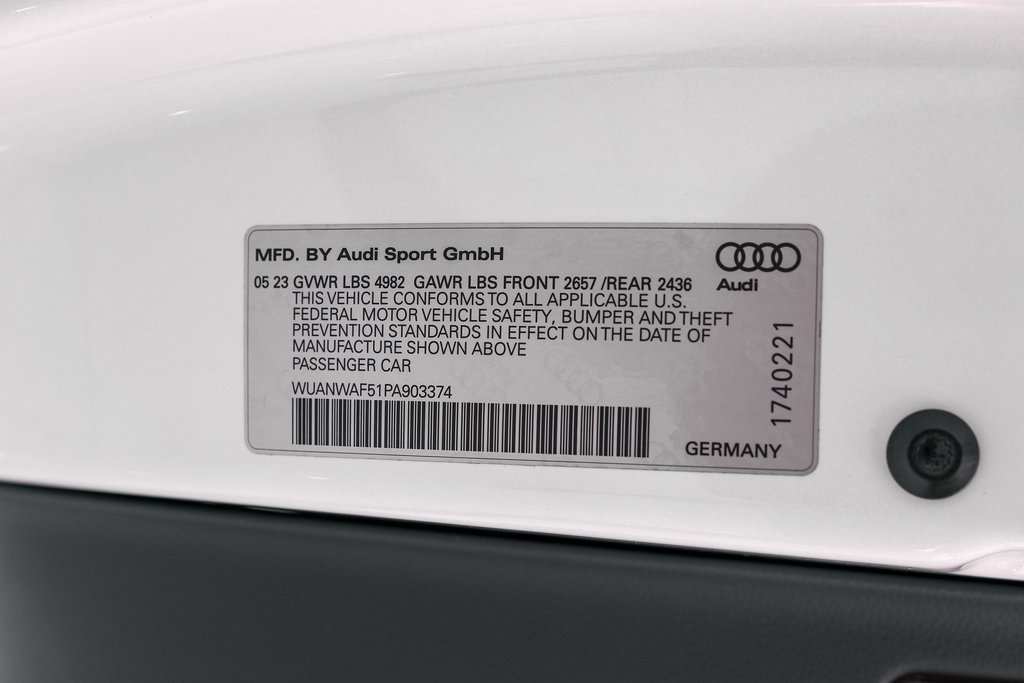 MFD. BY Audi Sport GmbH
Audi
05 23 GVWR LBS 4982 GAWR LBS FRONT 2657 /REAR 2436
THIS VEHICLE CONFORMS TO ALL APPLICABLE U.S.
FEDERAL MOTOR VEHICLE SAFETY, BUMPER AND THEFT
PREVENTION STANDARDS IN EFFECT ON THE DATE OF
MANUFACTURE SHOWN ABOVE
PASSENGER CAR
WUANWAF51PA903374
1740221
GERMANY